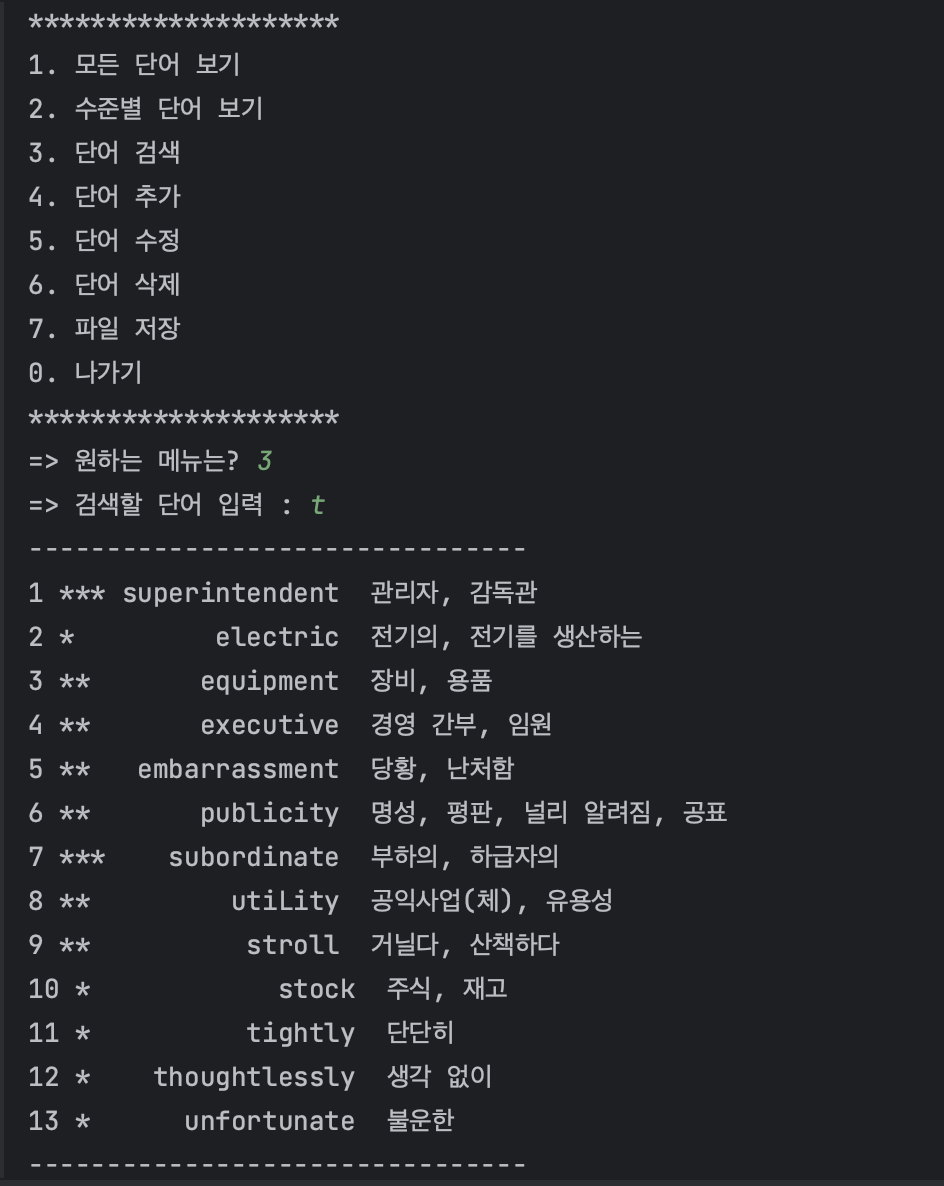 ********************
1. 모든 단어 보기
2. 수준별 단어 보기
3. 단어 검색
4. 단어 추가
5. 단어 수정
6. 단어 삭제
7. 파일 저장
0. 나가기
********************
=> 원하는 메뉴는? 3
=> 검색할 단어 입력 : t
--------------------------------
1 *** superintendent  관리자, 감독관
2 *         electric  전기의, 전기를 생산하는
3 **       equipment  장비, 용품
4 **       executive  경영 간부, 임원
5 **   embarrassment  당황, 난처함
6 **       publicity  명성, 평판, 널리 알려짐, 공표
7 ***    subordinate  부하의, 하급자의
8 **         utiLity  공익사업(체), 유용성
9 **          stroll  거닐다, 산책하다
10 *            stock  주식, 재고
11 *          tightly  단단히
12 *    thoughtlessly  생각 없이
13 *      unfortunate  불운한
--------------------------------